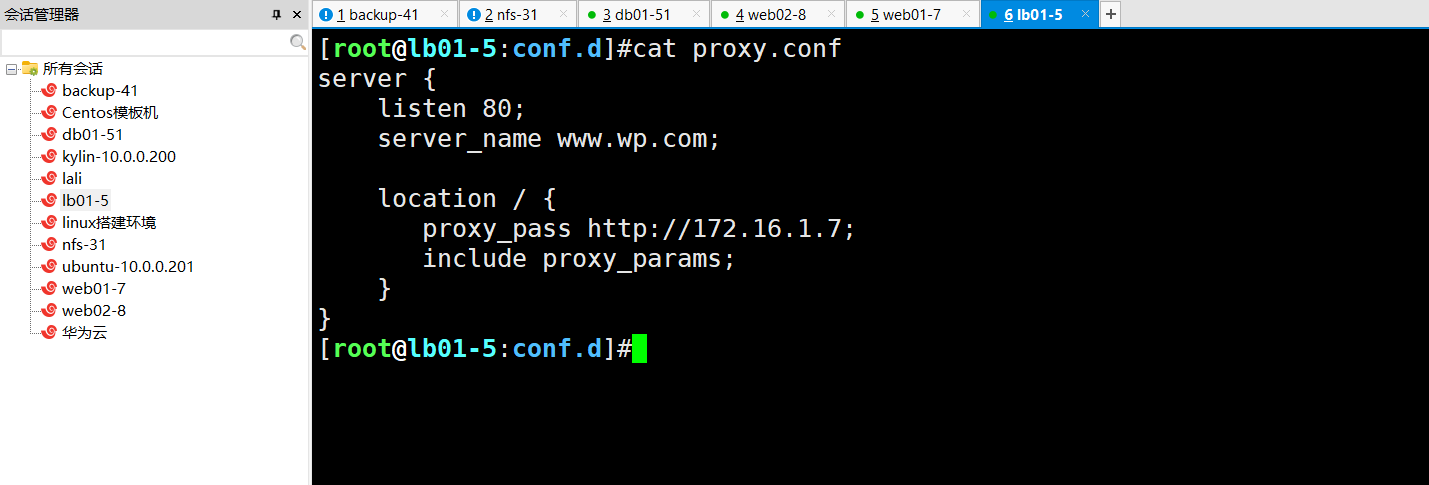 会话管理器
所有会话
backup-41
Centos模板机
db01-51
kylin-10.0.0.200
lali
lb01-5
linux搭建环境
nfs-31
ubuntu-10.0.0.201
web01-7
web02-8
华为云
1 backup-41
2 nfs-31
3 db01-51
4 web02-8
5 web01-7
6 lb01-5
[root@lb01-5:conf.d]#cat proxy.conf
server {
    listen 80;
    server_name www.wp.com;
    location / {
       proxy_pass http://172.16.1.7;
       include proxy_params;
    }
}
[root@lb01-5:conf.d]#